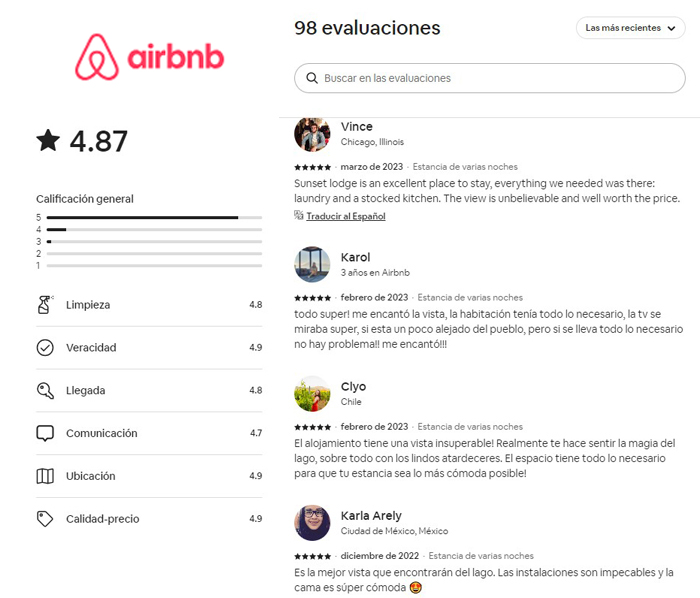 airbnb
4.87
Calificación general
5
4
3
2
1
Limpieza 4.8
Veracidad 4.9
Llegada 4.8
Comunicación 4.7
Ubicación 4.9
Calidad-precio 4.9
98 evaluaciones
Las más recientes
Buscar en las evaluaciones
Vince
Chicago, Illinois
marzo de 2023 · Estancia de varias noches
Sunset lodge is an excellent place to stay, everything we needed was there:
laundry and a stocked kitchen. The view is unbelievable and well worth the price.
Traducir al Español
Karol
3 años en Airbnb
febrero de 2023 · Estancia de varias noches
todo super! me encantó la vista, la habitación tenía todo lo necesario, la tv se
miraba super, si esta un poco alejado del pueblo, pero si se lleva todo lo necesario
no hay problema!! me encantó!!!
Clyo
Chile
febrero de 2023 · Estancia de varias noches
El alojamiento tiene una vista insuperable! Realmente te hace sentir la magia del
lago, sobre todo con los lindos atardeceres. El espacio tiene todo lo necesario
para que tu estancia sea lo más cómoda posible!
Karla Arely
Ciudad de México, México
diciembre de 2022 · Estancia de varias noches
Es la mejor vista que encontrarán del lago. Las instalaciones son impecables y la
cama es súper cómoda 🤩